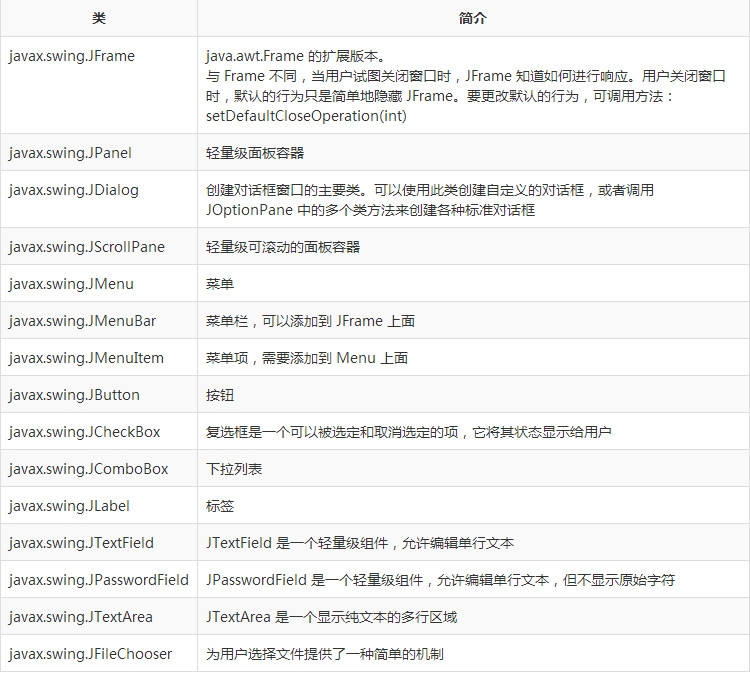 类 简介
javax.swing.JFrame java.awt.Frame 的扩展版本。
与 Frame 不同，当用户试图关闭窗口时，JFrame 知道如何进行响应。用户关闭窗口
时，默认的行为只是简单地隐藏 JFrame。要更改默认的行为，可调用方法：
setDefaultCloseOperation(int)
javax.swing.JPanel 轻量级面板容器
javax.swing.JDialog 创建对话框窗口的主要类。可以使用此类创建自定义的对话框，或者调用
JOptionPane 中的多个类方法来创建各种标准对话框
javax.swing.JScrollPane 轻量级可滚动的面板容器
javax.swing.JMenu 菜单
javax.swing.JMenuBar 菜单栏，可以添加到 JFrame 上面
javax.swing.JMenuItem 菜单项，需要添加到 Menu 上面
javax.swing.JButton 按钮
javax.swing.JCheckBox 复选框是一个可以被选定和取消选定的项，它将其状态显示给用户
javax.swing.JComboBox 下拉列表
javax.swing.JLabel 标签
javax.swing.JTextField JTextField 是一个轻量级组件，允许编辑单行文本
javax.swing.JPasswordField JPasswordField 是一个轻量级组件，允许编辑单行文本，但不显示原始字符
javax.swing.JTextArea JTextArea 是一个显示纯文本的多行区域
javax.swing.JFileChooser 为用户选择文件提供了一种简单的机制